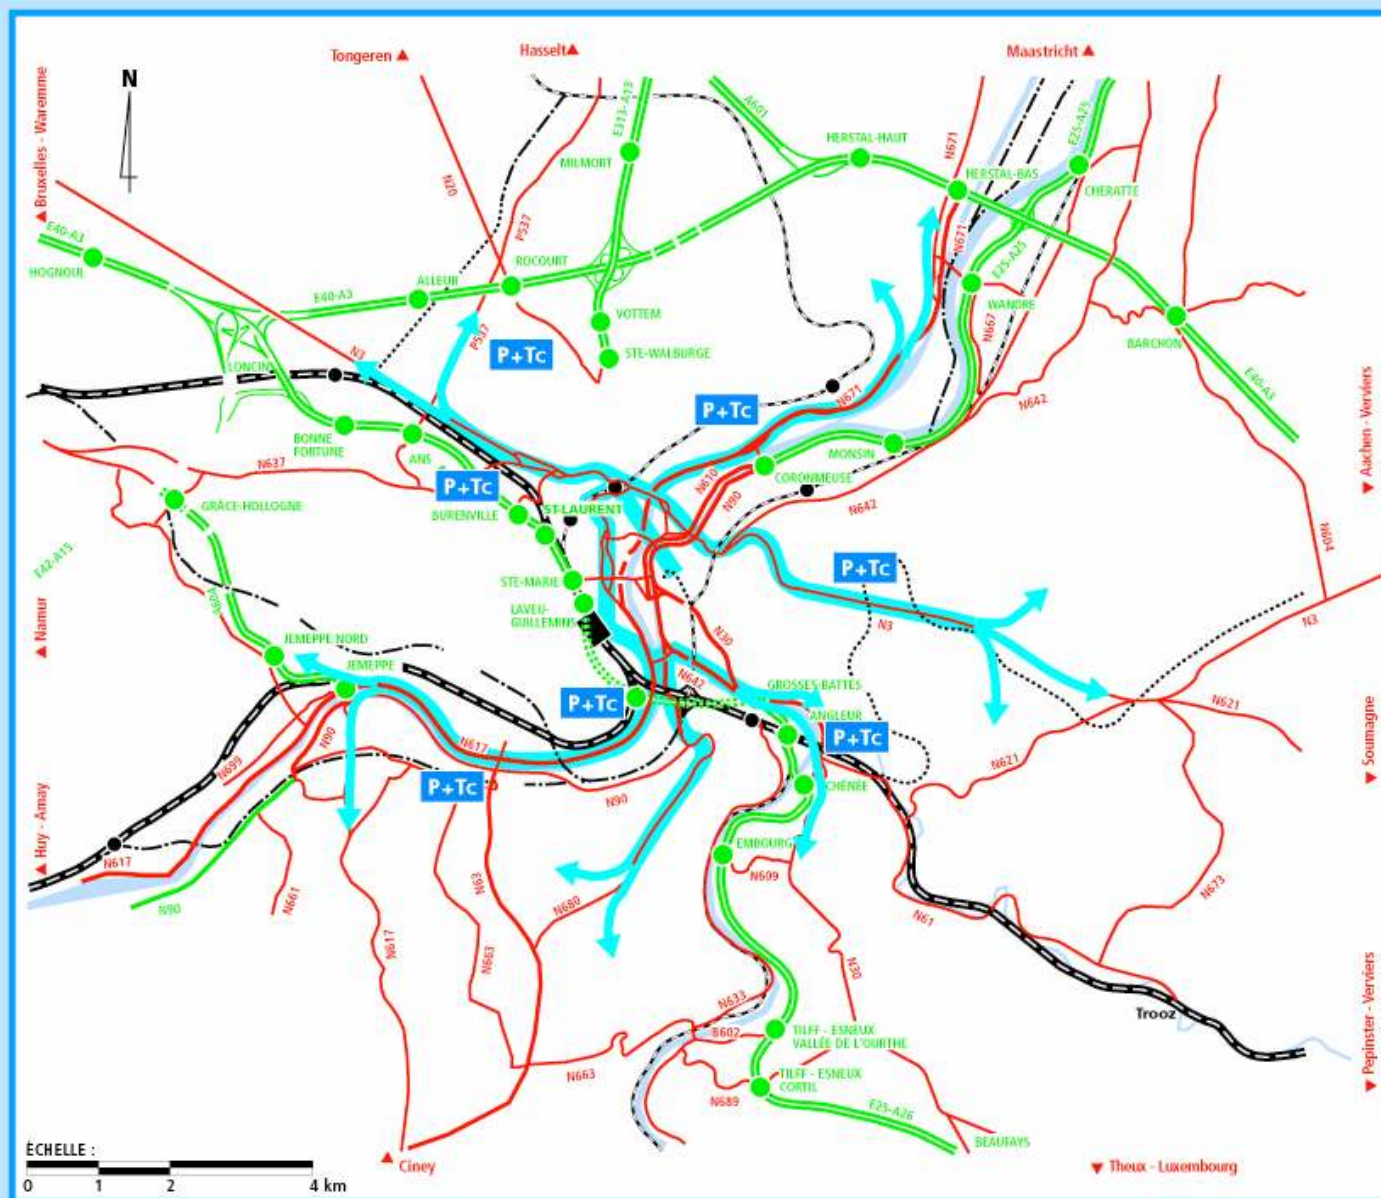 Tongeren
Hasselt
Maastricht
N
Bruxelles - Waremme
E313-A13
A601
HERSTAL-HAUT
N671
E25-A25
MILMORT
HERSTAL-BAS
CHERATTE
N20
P537
N671
E40-A3
HOGNOUL
ROCOURT
ALLEUR
E40-A3
E25-A25
WANDRE
VOTTEM
N667
BARCHON
STE-WALBURGE
P537
P+Tc
N3
LONCIN
E40-A3
P+Tc
N671
N642
Aachen - Verviers
BONNE
FORTUNE
ANS
MONSIN
N637
P+Tc
N610
CORONMEUSE
N90
GRÂCE-HOLLOGNE
BURENVILLE
ST-LAURENT
N642
N604
E42-A15
P+Tc
STE-MARIE
LAVEU-
GUILLEMINS
N3
N3
Namur
N30
JEMEPPE NORD
JEMEPPE
N642
GROSSES-BATTES
P+Tc
ANGLEUR
N621
P+Tc
N617
N90
N699
N621
Soumagne
P+Tc
N90
CHÊNÉE
Huy - Amay
EMBOURG
N617
N609
N90
N661
N63
N680
N61
N673
N617
N663
N30
N633
Trooz
B602
TILFF - ESNEUX
VALLÉE DE L'OURTHE
Pepinster - Verviers
N663
TILFF - ESNEUX
CORTIL
N689
E25-A26
BEAUFAYS
ÉCHELLE :
0 1 2 4 km
Ciney
Theux - Luxembourg